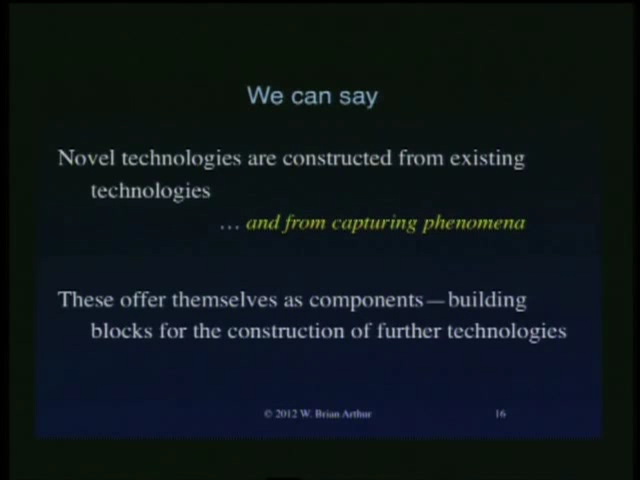 We can say
Novel technologies are constructed from existing
technologies
… and from capturing phenomena
These offer themselves as components—building
blocks for the construction of further technologies
© 2012 W. Brian Arthur
16